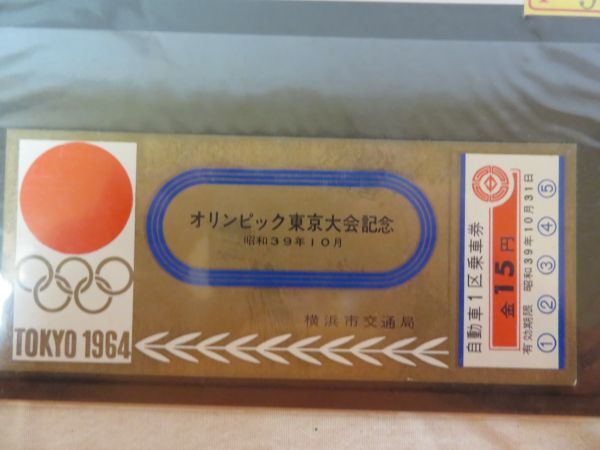 TOKYO 1964
オリンピック東京大会記念
昭和39年10月
横浜市交通局
自動車1区乗車券
金15円
有効期限 昭和39年10月31日
① ② ③ ④ ⑤